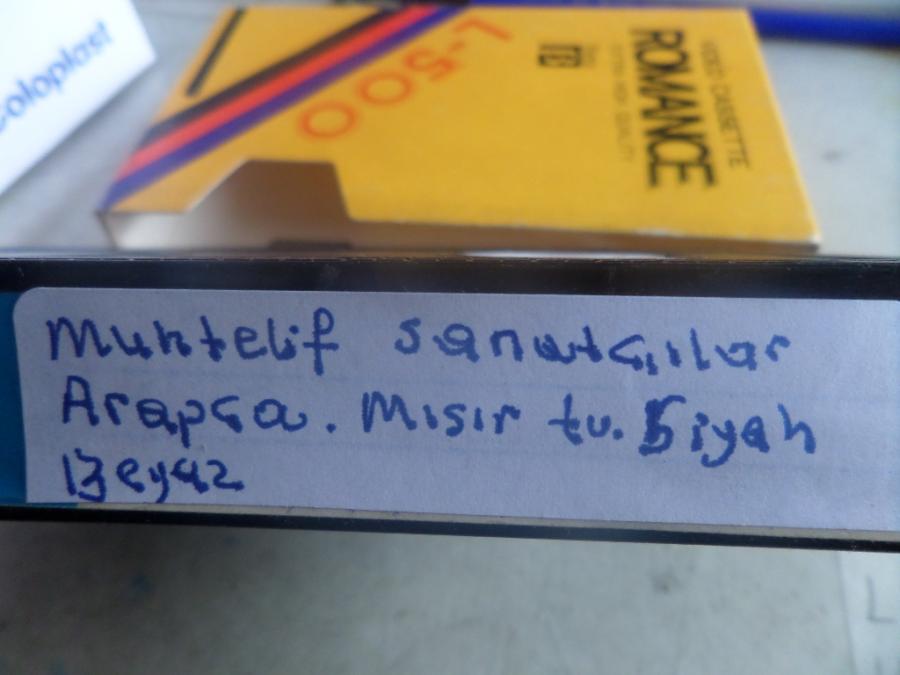 coloplast
L-500
VIDEO CASSETTE
ROMANCE
Muhtelif sanatçılar
Arapça. Mısır tv. Siyah
Beyaz